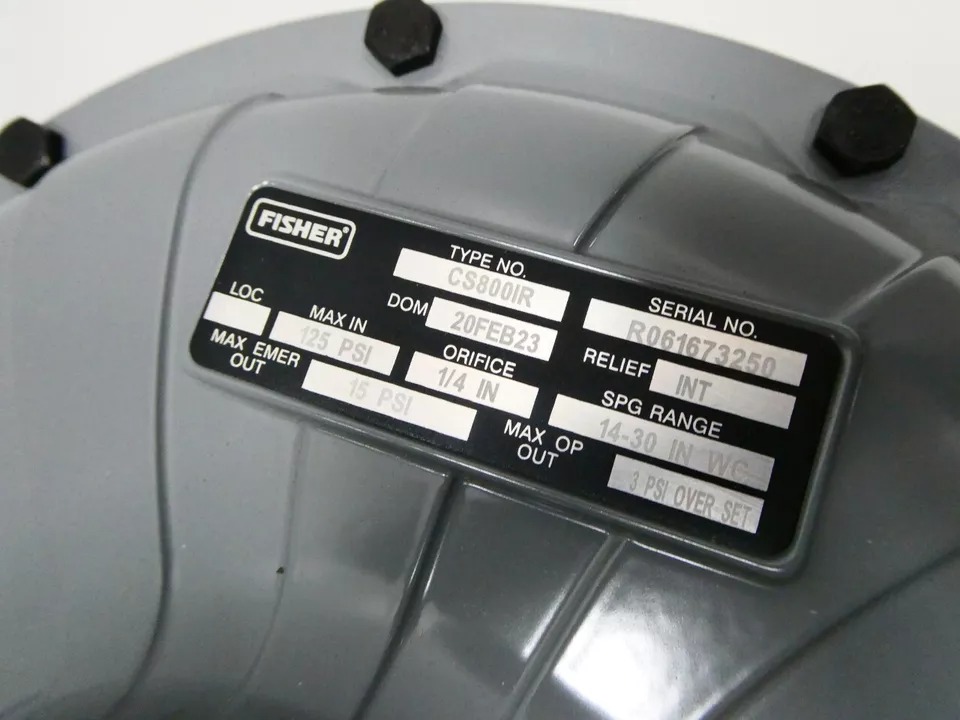 FISHER®
TYPE NO.
CS800IR
SERIAL NO.
R061673250
LOC
DOM
20FEB23
MAX IN
125 PSI
RELIEF
INT
ORIFICE
1/4 IN
MAX EMER
OUT
15 PSI
SPG RANGE
14-30 IN WC
MAX OP
OUT
3 PSI OVER SET